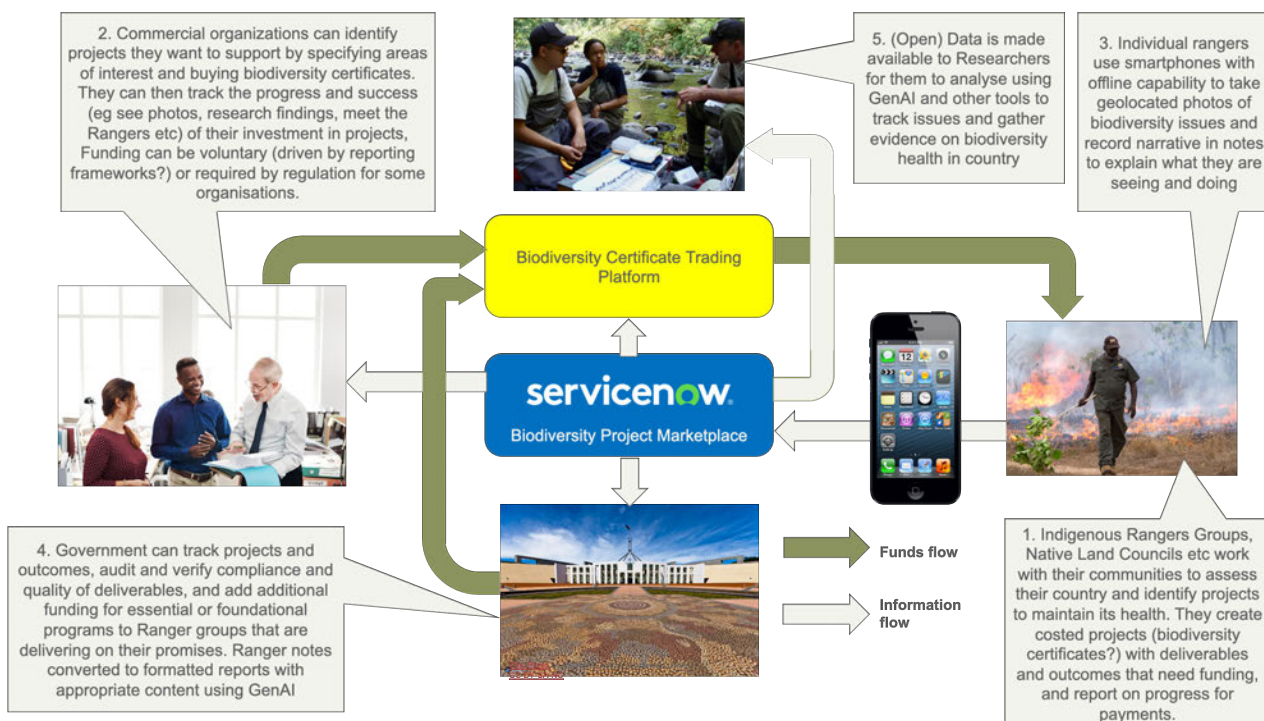 2. Commercial organizations can identify
projects they want to support by specifying areas
of interest and buying biodiversity certificates.
They can then track the progress and success
(eg see photos, research findings, meet the
Rangers etc) of their investment in projects,
Funding can be voluntary (driven by reporting
frameworks?) or required by regulation for some
organisations.
5. (Open) Data is made
available to Researchers
for them to analyse using
GenAI and other tools to
track issues and gather
evidence on biodiversity
health in country
3. Individual rangers
use smartphones with
offline capability to take
geolocated photos of
biodiversity issues and
record narrative in notes
to explain what they are
seeing and doing
Biodiversity Certificate Trading
Platform
servicenow.
Biodiversity Project Marketplace
4. Government can track projects and
outcomes, audit and verify compliance and
quality of deliverables, and add additional
funding for essential or foundational
programs to Ranger groups that are
delivering on their promises. Ranger notes
converted to formatted reports with
appropriate content using GenAI
Funds flow
Information
flow
1. Indigenous Rangers Groups,
Native Land Councils etc work
with their communities to assess
their country and identify projects
to maintain its health. They create
costed projects (biodiversity
certificates?) with deliverables
and outcomes that need funding,
and report on progress for
payments.